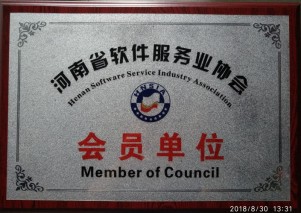 河南省软件服务业协会
Henan Software Service Industry Association
HNSIA
会员单位
Member of Council
2018/8/30 13:31